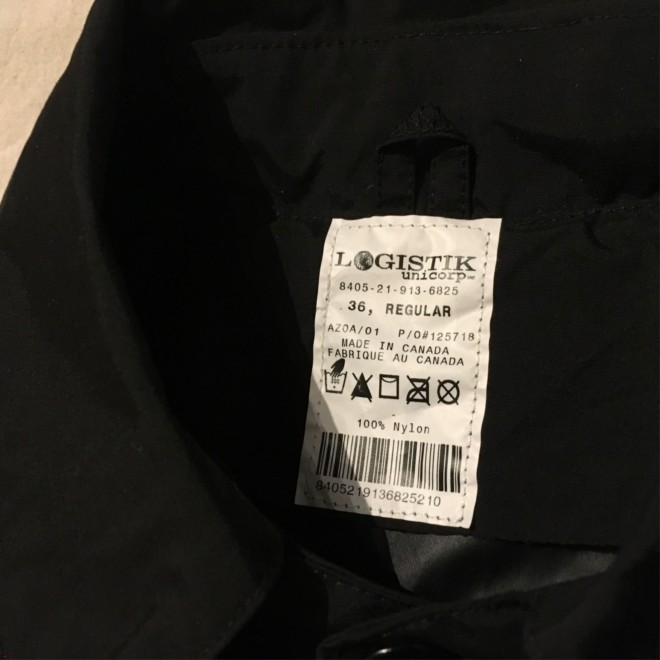 LOGISTIK
unicorp
8405-21-913-6825
36, REGULAR
AZOA/01 P/O#125718
MADE IN CANADA
FABRIQUE AU CANADA
100% Nylon
8405219136825210